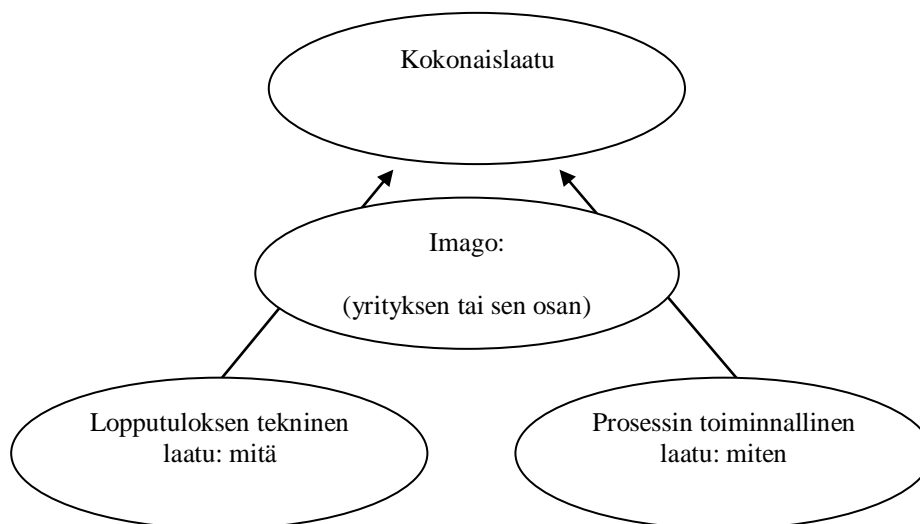 Kokonaislaatu
Imago:
(yrityksen tai sen osan)
Lopputuloksen tekninen
laatu: mitä
Prosessin toiminnallinen
laatu: miten